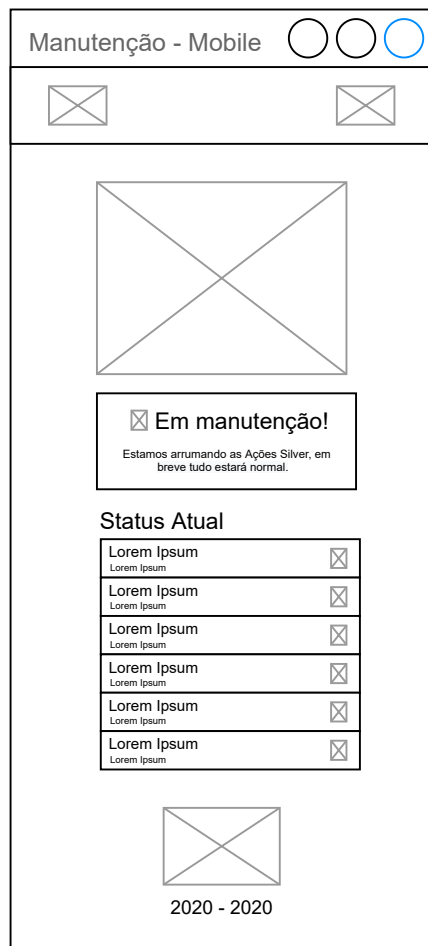 Manutenção - Mobile
Em manutenção!
Estamos arrumando as Ações Silver, em
breve tudo estará normal.
Status Atual
Lorem Ipsum
Lorem Ipsum
Lorem Ipsum
Lorem Ipsum
Lorem Ipsum
Lorem Ipsum
Lorem Ipsum
Lorem Ipsum
Lorem Ipsum
Lorem Ipsum
Lorem Ipsum
Lorem Ipsum
2020 - 2020